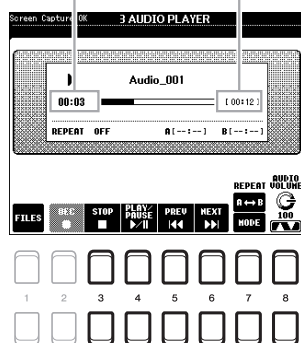 Screen Capture OK 3 AUDIO PLAYER
Audio_001
00:03 [ 00:12 ]
REPEAT OFF A[--:--] B[--:--]
REPEAT AUDIO VOLUME
A↔B
FILES REC STOP PLAY/PAUSE PREV NEXT MODE 100
1 2 3 4 5 6 7 8